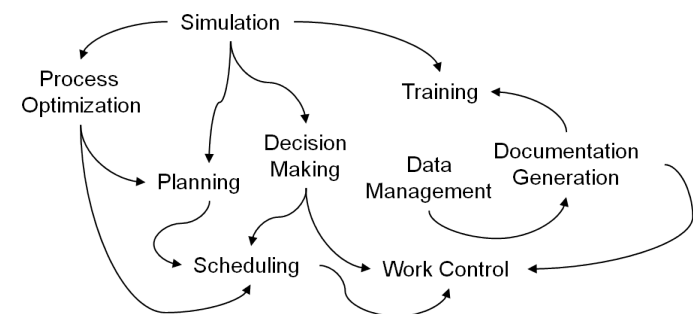 Simulation
Process
Optimization
Training
Decision
Making
Documentation
Generation
Data
Management
Planning
Scheduling
Work Control